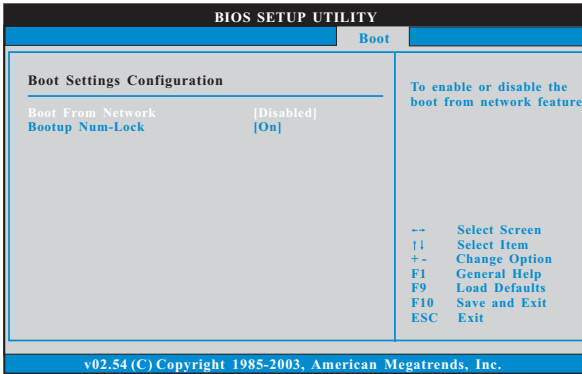 BIOS SETUP UTILITY
Boot
Boot Settings Configuration
Boot From Network [Disabled]
Bootup Num-Lock [On]
To enable or disable the
boot from network feature
←→ Select Screen
↑↓ Select Item
+ - Change Option
F1 General Help
F9 Load Defaults
F10 Save and Exit
ESC Exit
v02.54 (C) Copyright 1985-2003, American Megatrends, Inc.